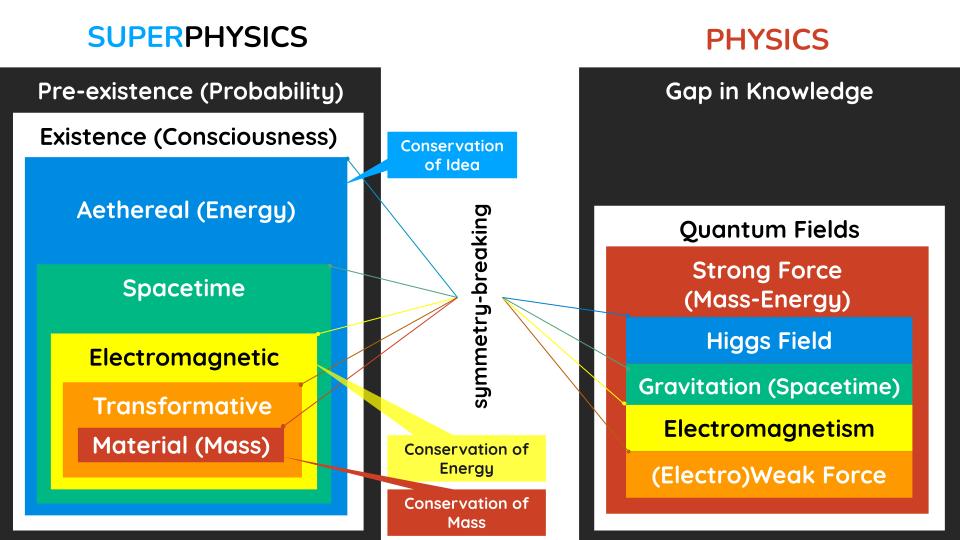 SUPERPHYSICS
Pre-existence (Probability)
Existence (Consciousness)
Aethereal (Energy)
Spacetime
Electromagnetic
Transformative
Material (Mass)
Conservation
of Idea
symmetry-breaking
Conservation of
Energy
Conservation of
Mass
PHYSICS
Gap in Knowledge
Quantum Fields
Strong Force
(Mass-Energy)
Higgs Field
Gravitation (Spacetime)
Electromagnetism
(Electro)Weak Force